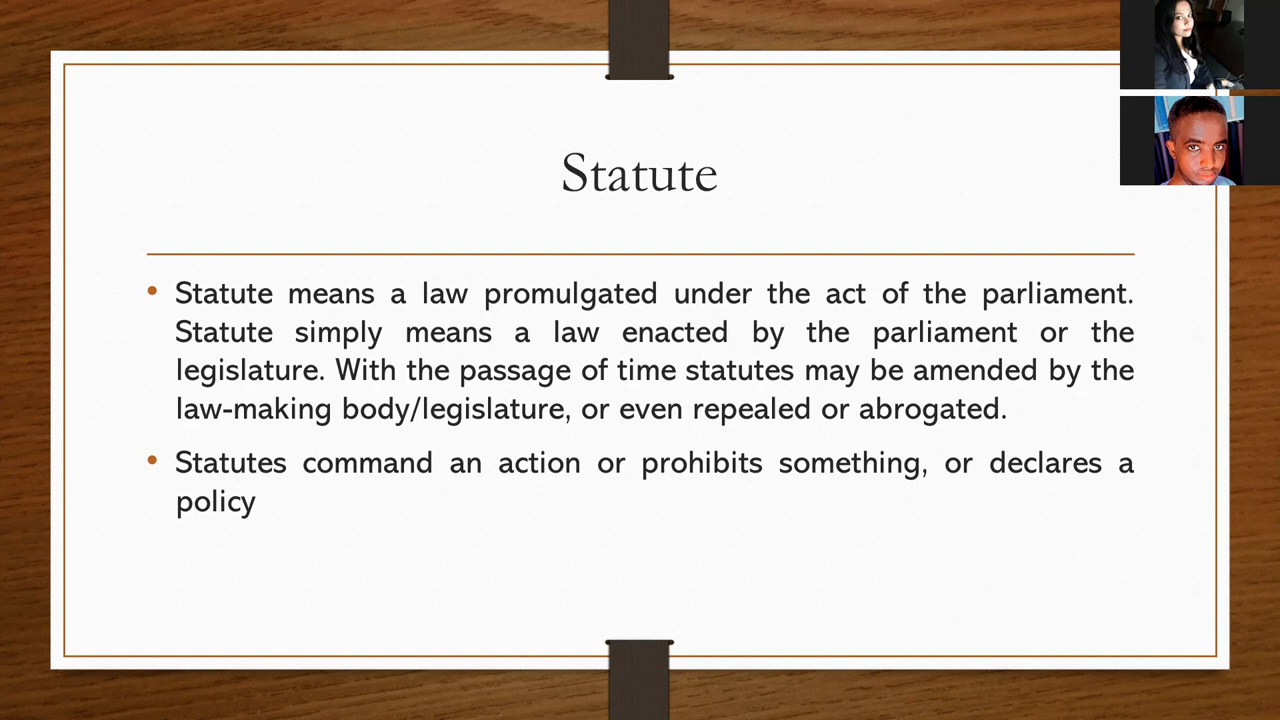 Statute
• Statute means a law promulgated under the act of the parliament.
Statute simply means a law enacted by the parliament or the
legislature. With the passage of time statutes may be amended by the
law-making body/legislature, or even repealed or abrogated.
• Statutes command an action or prohibits something, or declares a
policy